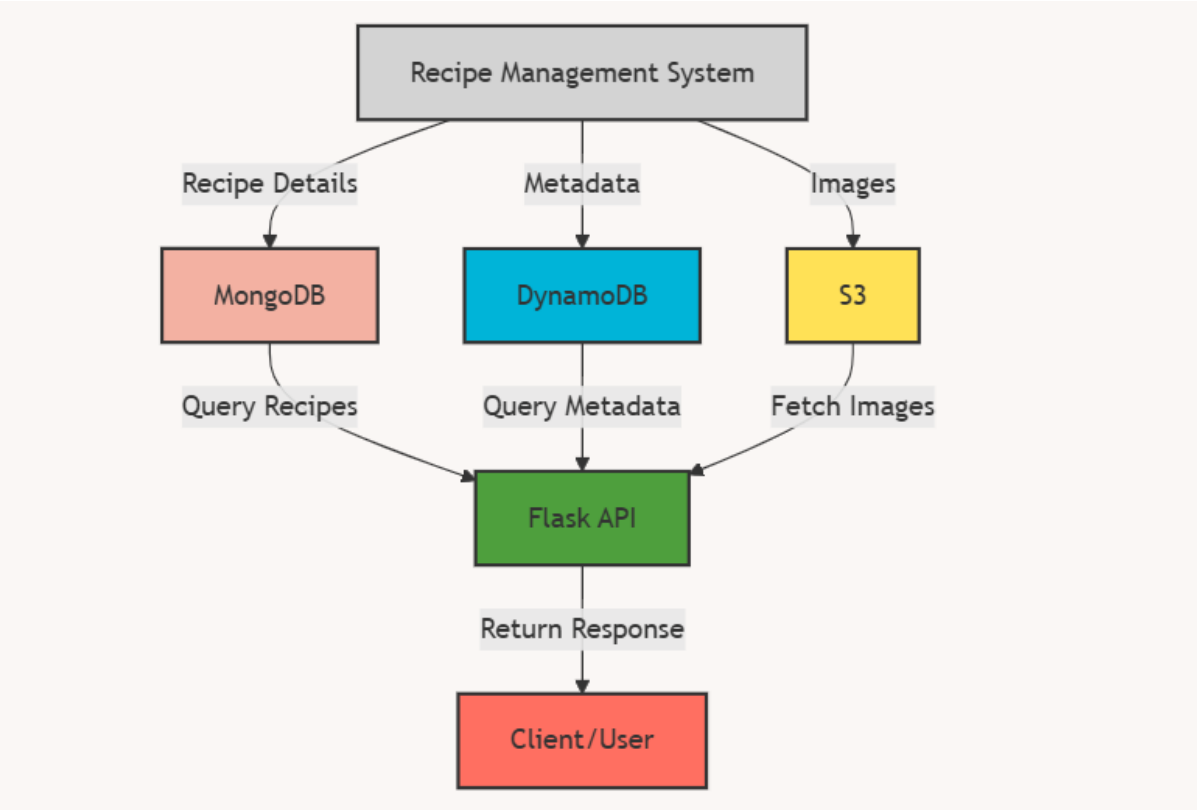 Recipe Management System
Recipe Details
Metadata
Images
MongoDB
DynamoDB
S3
Query Recipes
Query Metadata
Fetch Images
Flask API
Return Response
Client/User